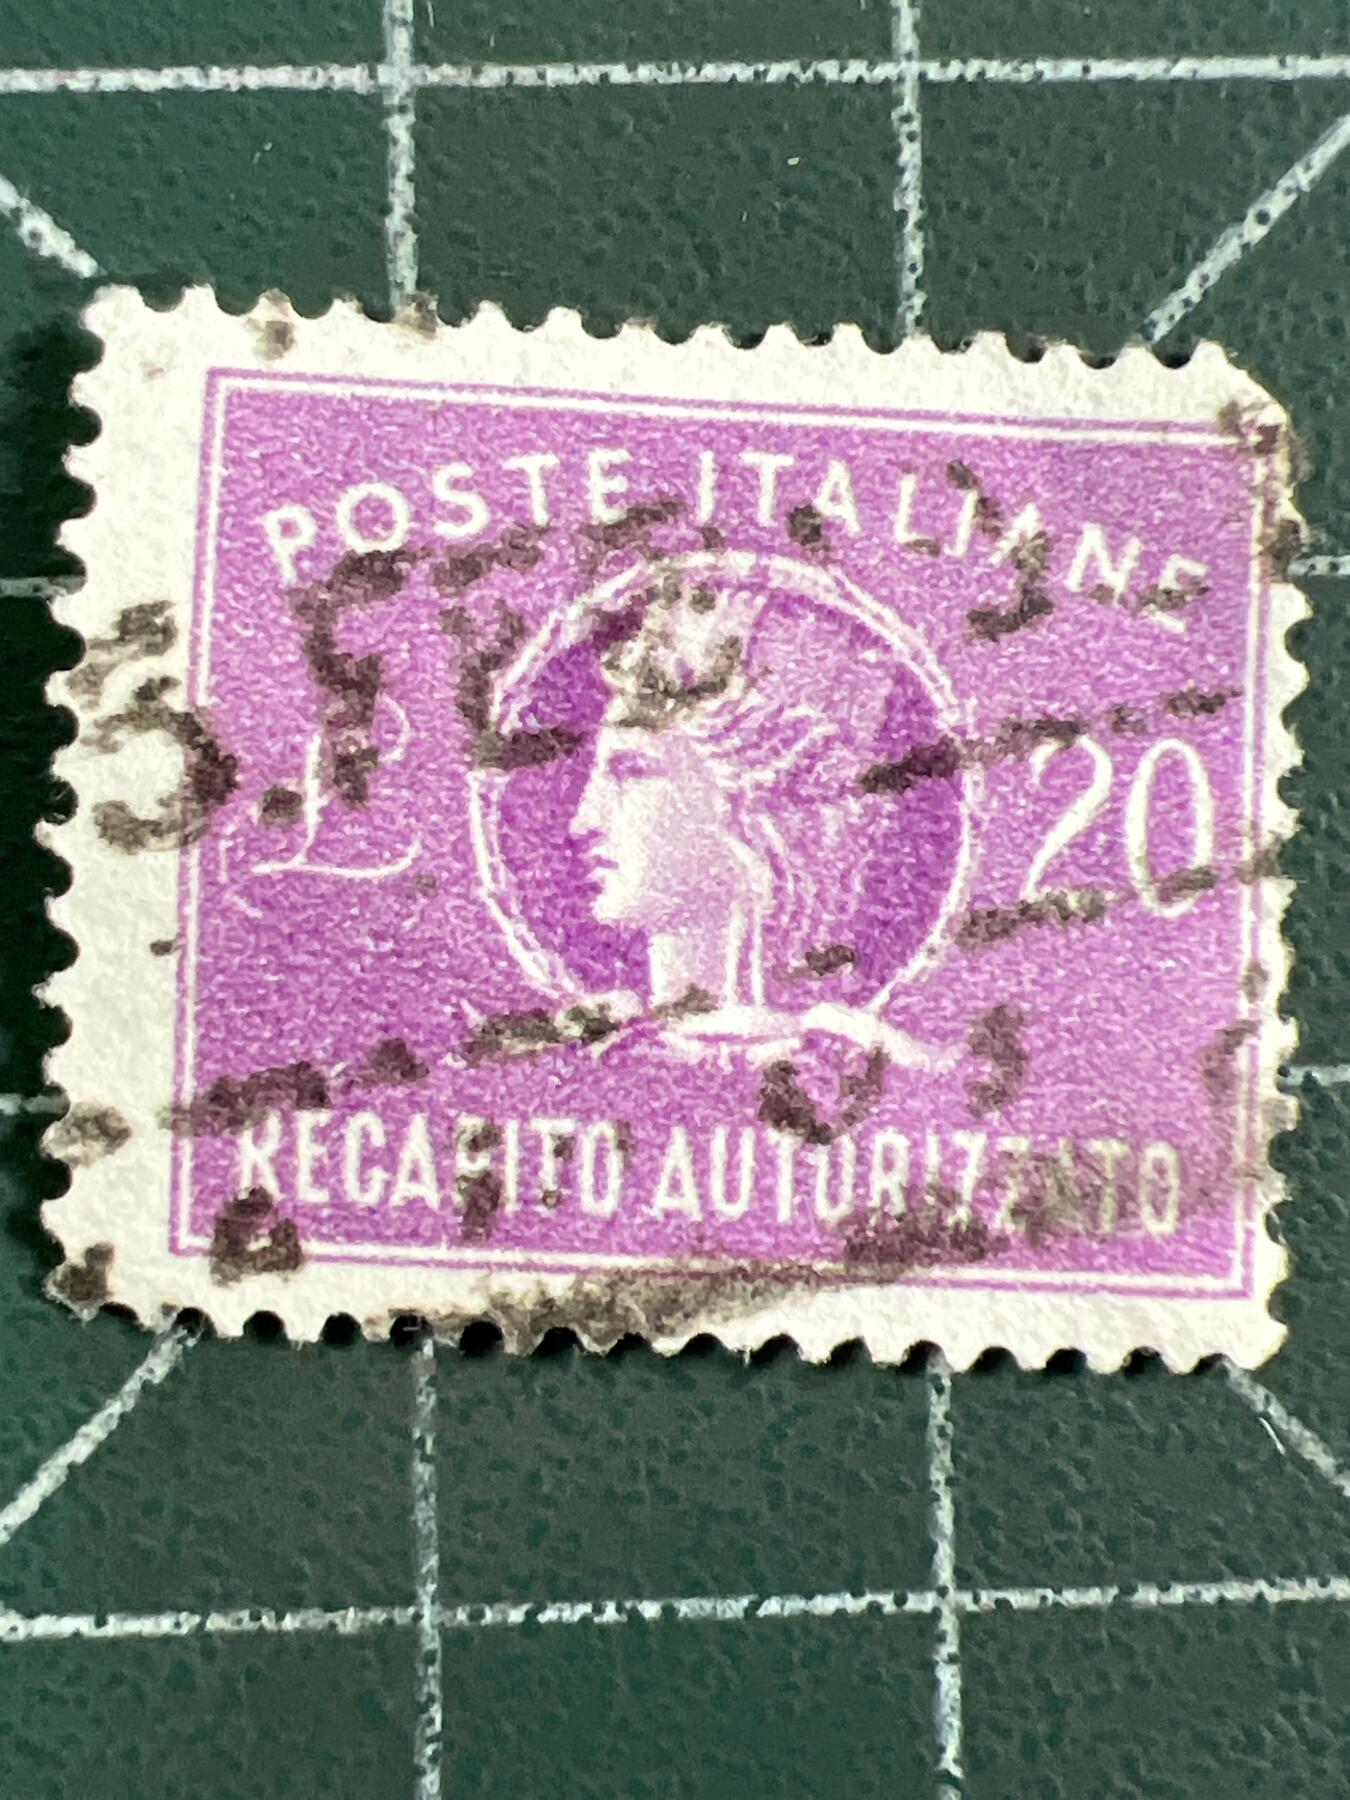 POSTE ITALIANE
£ 20
RECAPITO AUTORIZZATO